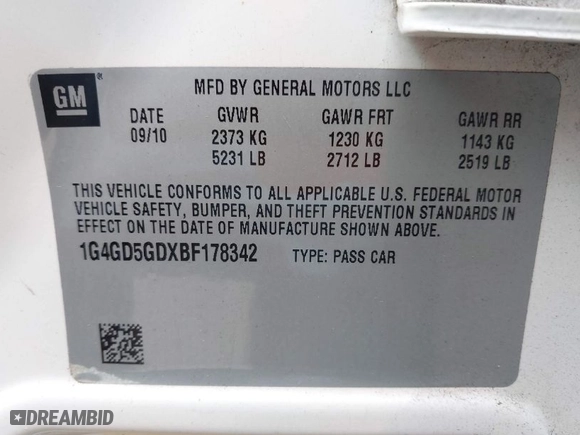 GM ®
MFD BY GENERAL MOTORS LLC
DATE GVWR GAWR FRT GAWR RR
09/10 2373 KG 1230 KG 1143 KG
5231 LB 2712 LB 2519 LB
THIS VEHICLE CONFORMS TO ALL APPLICABLE U.S. FEDERAL MOTOR
VEHICLE SAFETY, BUMPER, AND THEFT PREVENTION STANDARDS IN
EFFECT ON THE DATE OF MANUFACTURE SHOWN ABOVE.
1G4GD5GDXBF178342 TYPE: PASS CAR
DREAMBID